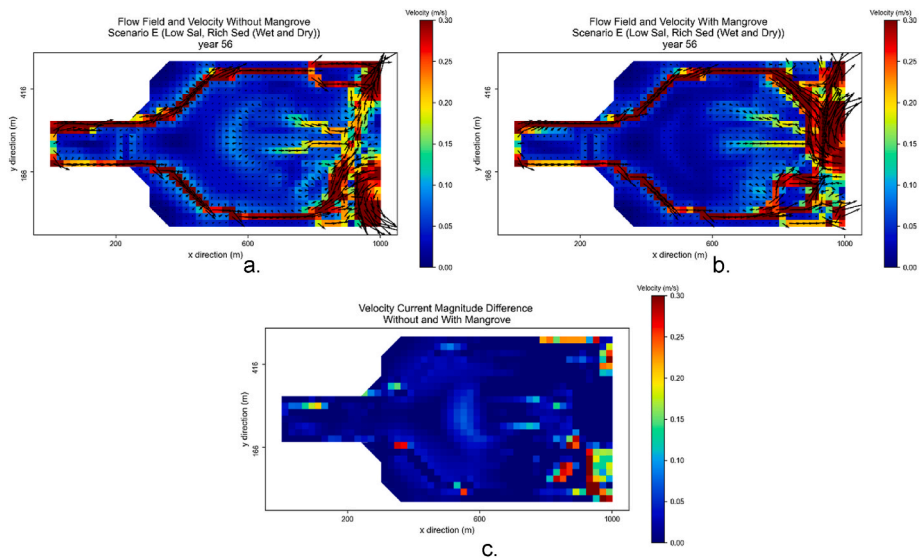 Flow Field and Velocity Without Mangrove
Scenario E (Low Sal, Rich Sed (Wet and Dry))
year 56
Velocity (m/s)
0.30
0.25
0.20
0.15
0.10
0.05
0.00
y direction (m)
416
166
200
600
1000
x direction (m)
a.
Flow Field and Velocity With Mangrove
Scenario E (Low Sal, Rich Sed (Wet and Dry))
year 56
Velocity (m/s)
0.30
0.25
0.20
0.15
0.10
0.05
0.00
y direction (m)
416
166
200
600
1000
x direction (m)
b.
Velocity Current Magnitude Difference
Without and With Mangrove
Velocity (m/s)
0.30
0.25
0.20
0.15
0.10
0.05
0.00
y direction (m)
416
166
200
600
1000
x direction (m)
c.